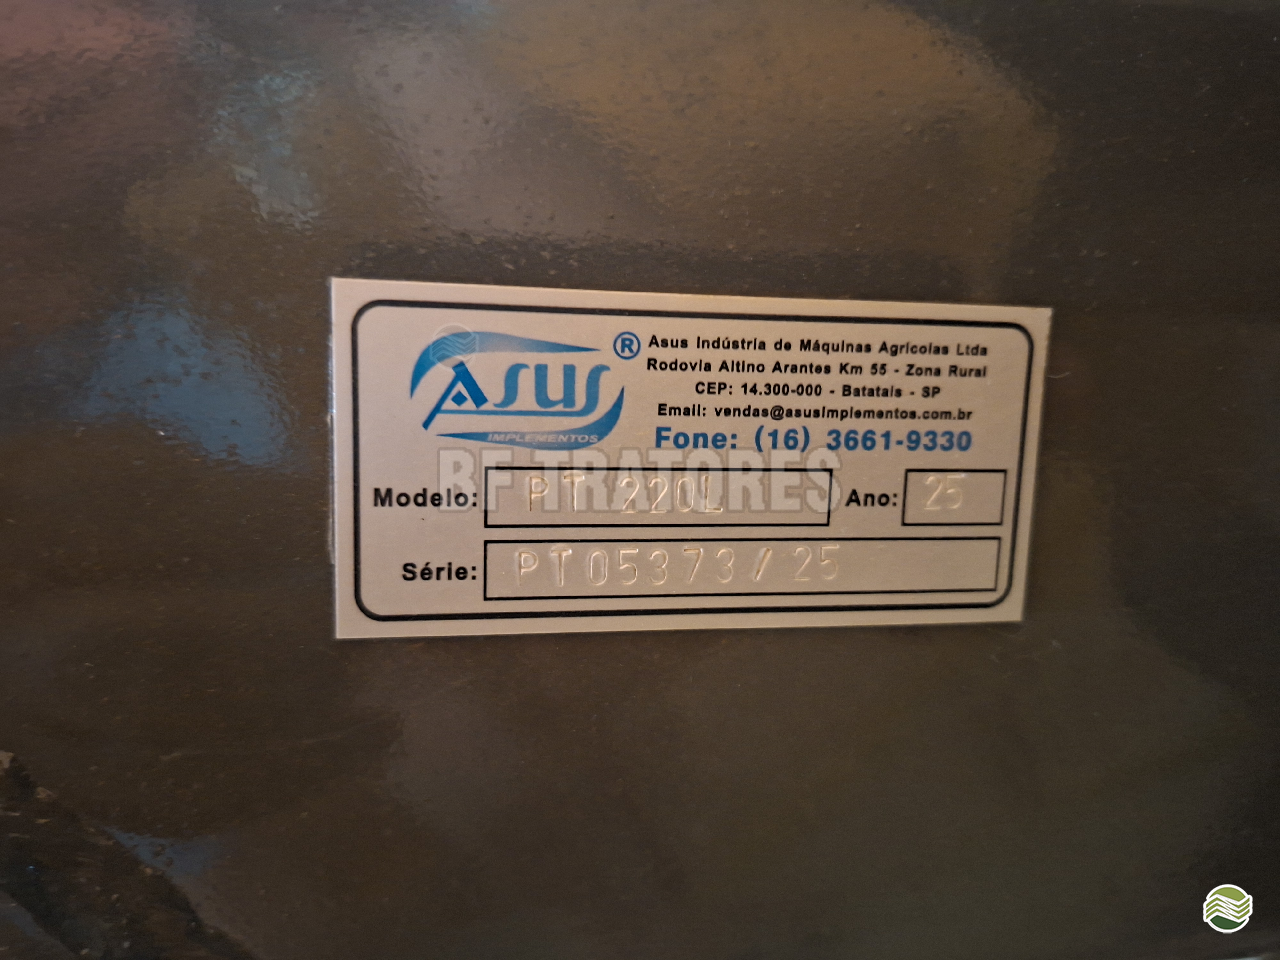 ASUS
IMPLEMENTOS
®
Asus Indústria de Máquinas Agrícolas Ltda
Rodovia Altino Arantes Km 55 - Zona Rural
CEP: 14.300-000 - Batatais - SP
Email: vendas@asusimplementos.com.br
Fone: (16) 3661-9330
BF TRATORES
Modelo: PT 220L Ano: 25
Série: PT05373/25